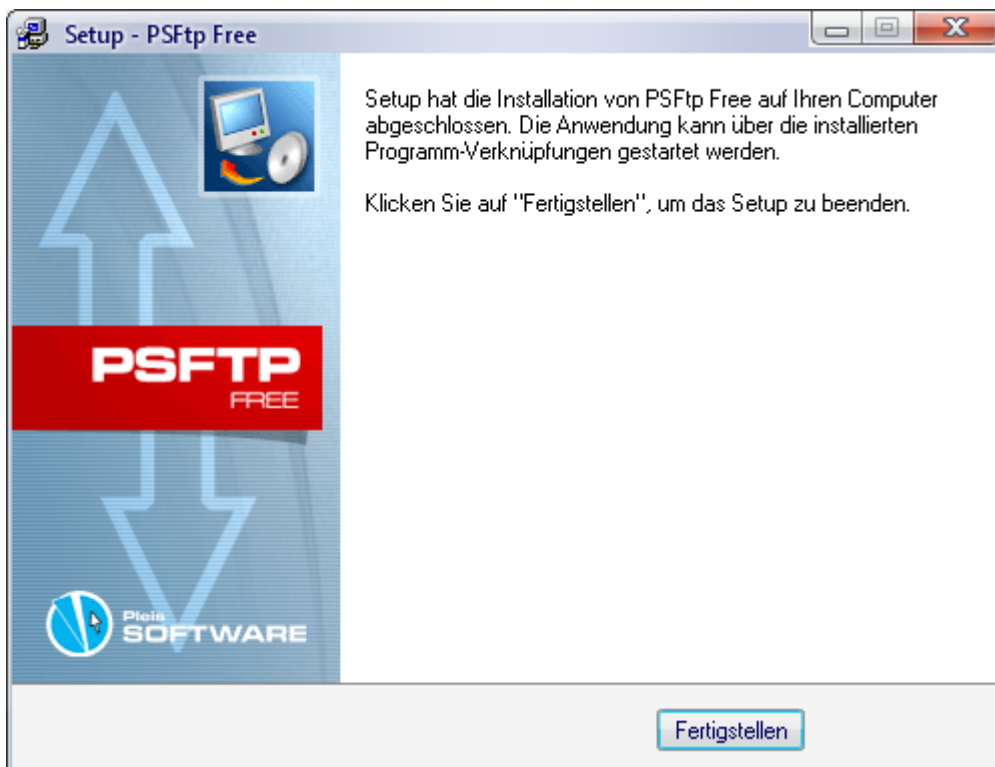 Setup - PSFtp Free
Setup hat die Installation von PSFtp Free auf Ihren Computer
abgeschlossen. Die Anwendung kann über die installierten
Programm-Verknüpfungen gestartet werden.
Klicken Sie auf "Fertigstellen", um das Setup zu beenden.
PSFTP
FREE
Pleis
SOFTWARE
Fertigstellen